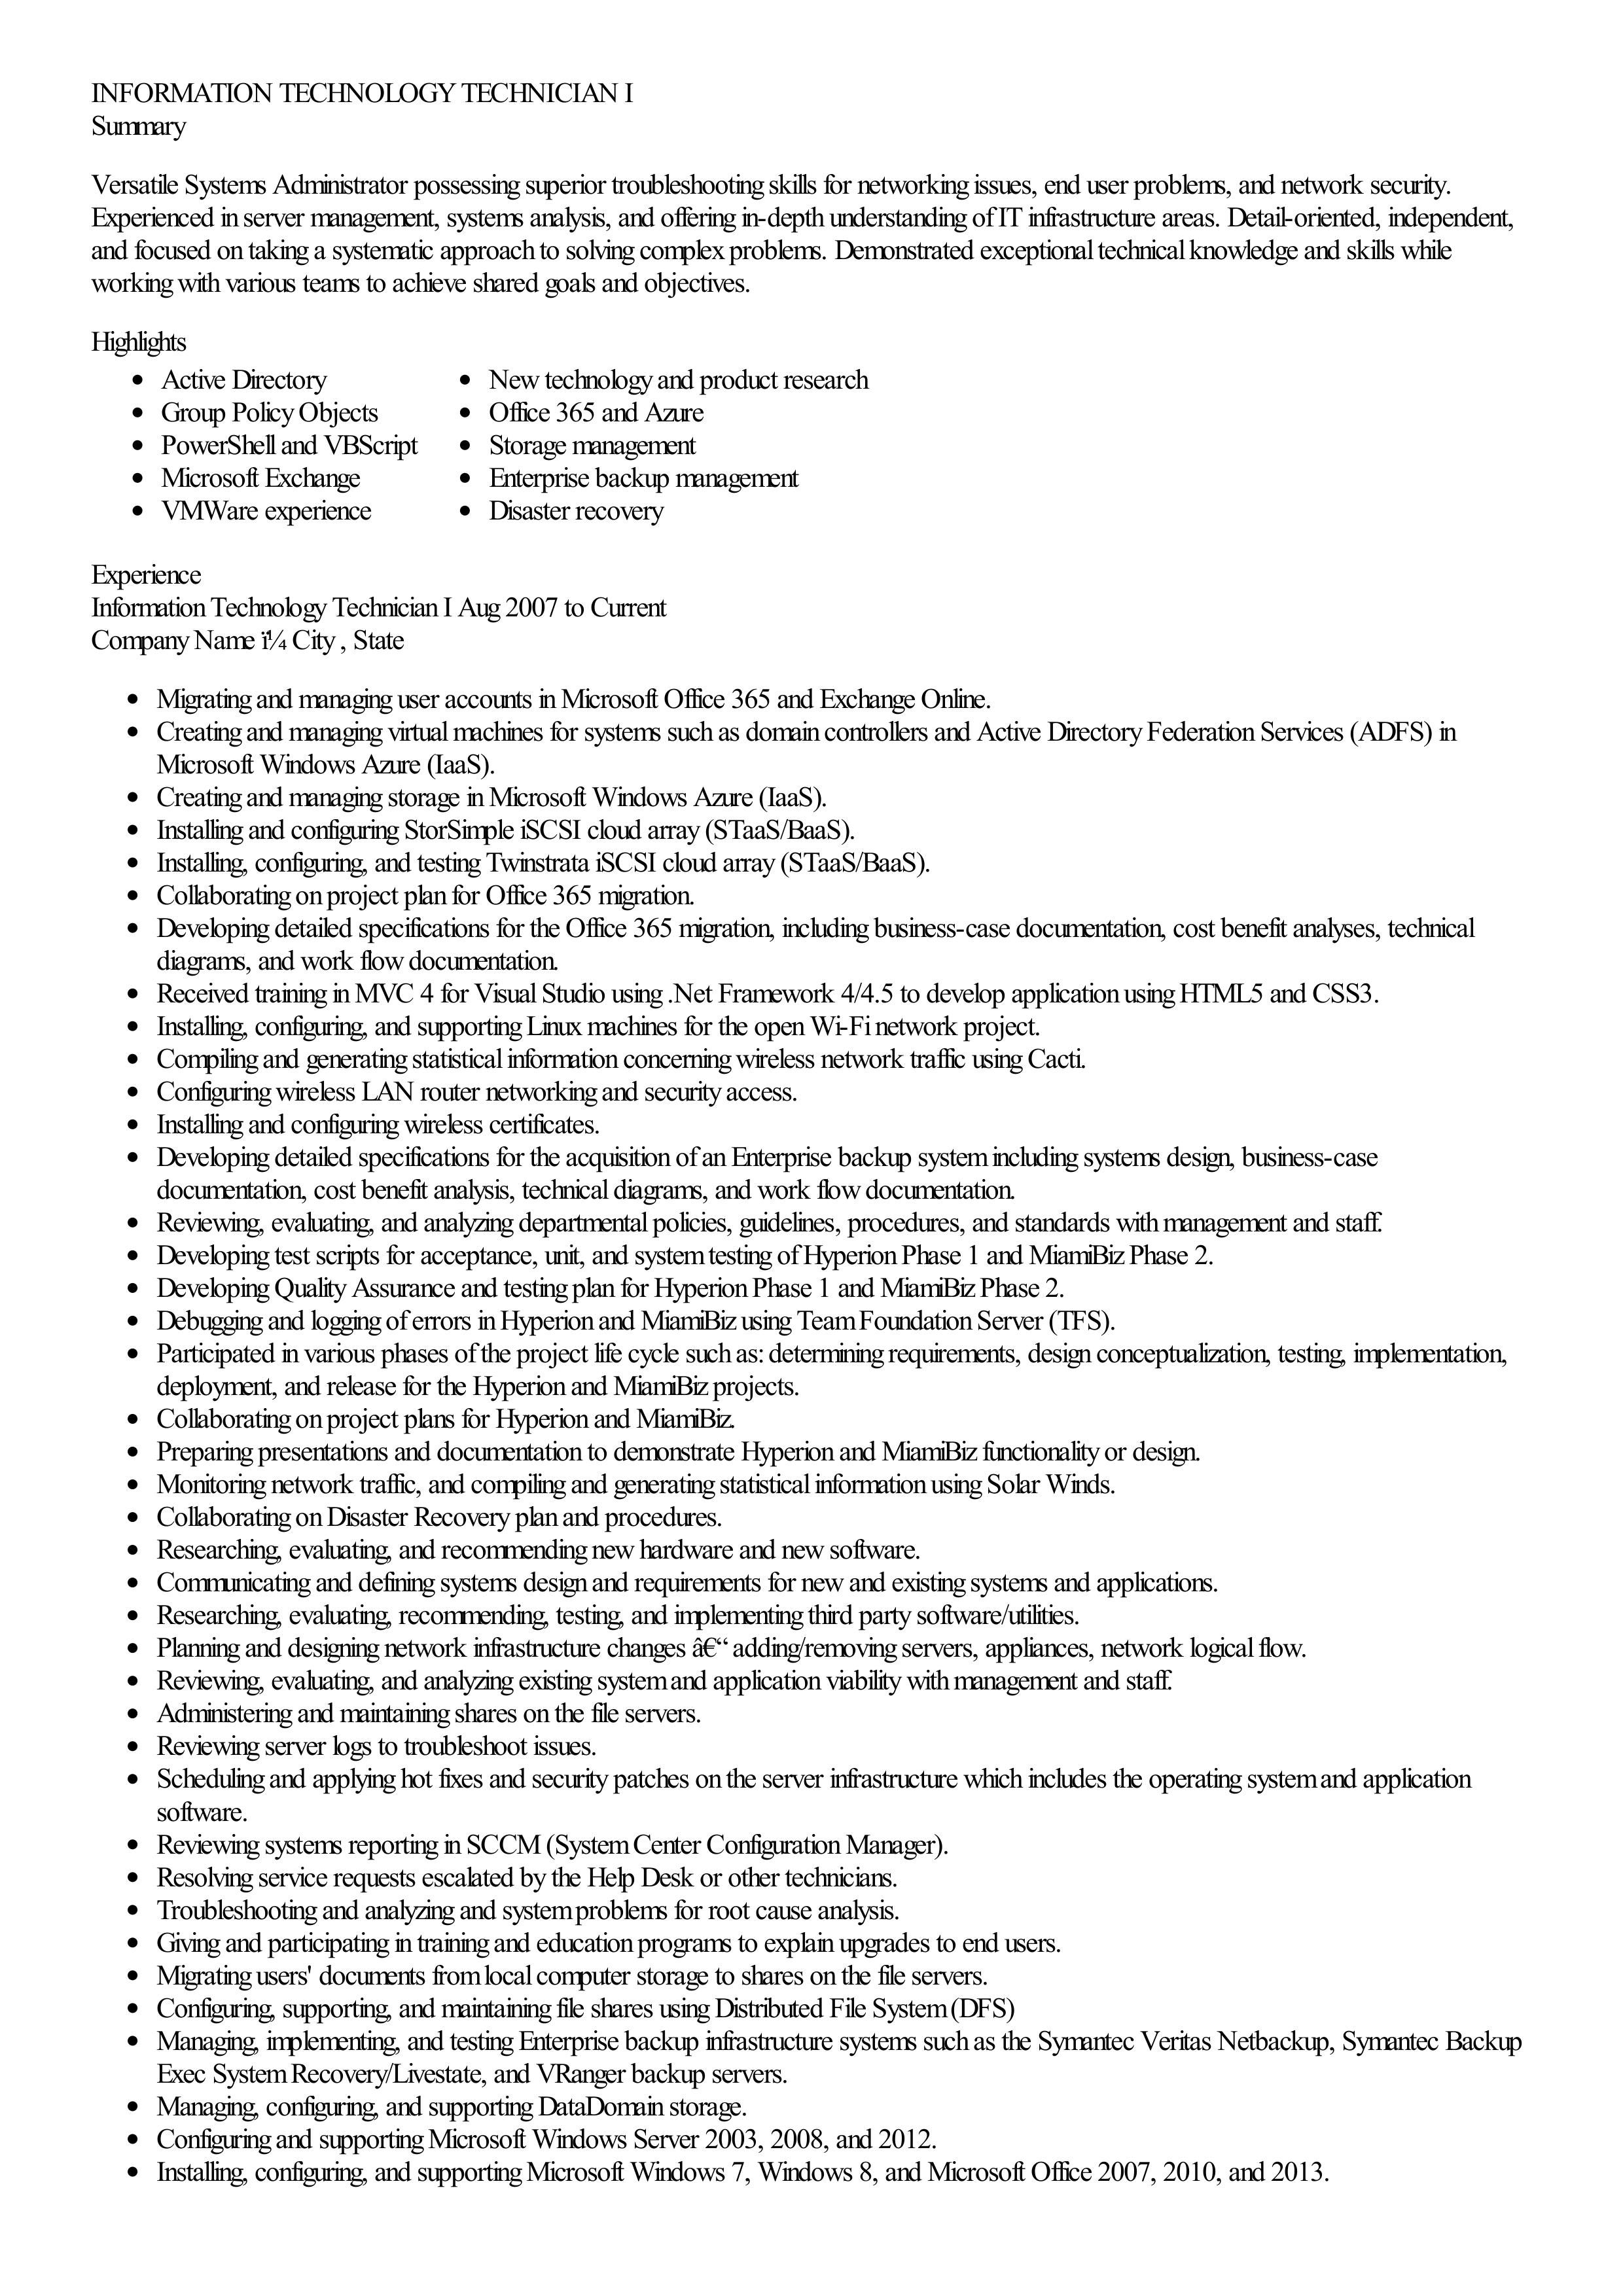 INFORMATION TECHNOLOGY TECHNICIAN I
Summary
Versatile Systems Administrator possessing superior troubleshooting skills for networking issues, end user problems, and network security.
Experienced in server management, systems analysis, and offering in-depth understanding of IT infrastructure areas. Detail-oriented, independent,
and focused on taking a systematic approach to solving complex problems. Demonstrated exceptional technical knowledge and skills while
working with various teams to achieve shared goals and objectives.
Highlights
• Active Directory
• Group Policy Objects
• PowerShell and VBScript
• Microsoft Exchange
• VMWare experience
• New technology and product research
• Office 365 and Azure
• Storage management
• Enterprise backup management
• Disaster recovery
Experience
Information Technology Technician I Aug 2007 to Current
Company Name ï¼ City , State
• Migrating and managing user accounts in Microsoft Office 365 and Exchange Online.
• Creating and managing virtual machines for systems such as domain controllers and Active Directory Federation Services (ADFS) in
Microsoft Windows Azure (IaaS).
• Creating and managing storage in Microsoft Windows Azure (IaaS).
• Installing and configuring StorSimple iSCSI cloud array (STaaS/BaaS).
• Installing, configuring, and testing Twinstrata iSCSI cloud array (STaaS/BaaS).
• Collaborating on project plan for Office 365 migration.
• Developing detailed specifications for the Office 365 migration, including business-case documentation, cost benefit analyses, technical
diagrams, and work flow documentation.
• Received training in MVC 4 for Visual Studio using .Net Framework 4/4.5 to develop application using HTML5 and CSS3.
• Installing, configuring, and supporting Linux machines for the open Wi-Fi network project.
• Compiling and generating statistical information concerning wireless network traffic using Cacti.
• Configuring wireless LAN router networking and security access.
• Installing and configuring wireless certificates.
• Developing detailed specifications for the acquisition of an Enterprise backup system including systems design, business-case
documentation, cost benefit analysis, technical diagrams, and work flow documentation.
• Reviewing, evaluating, and analyzing departmental policies, guidelines, procedures, and standards with management and staff.
• Developing test scripts for acceptance, unit, and system testing of Hyperion Phase 1 and MiamiBiz Phase 2.
• Developing Quality Assurance and testing plan for Hyperion Phase 1 and MiamiBiz Phase 2.
• Debugging and logging of errors in Hyperion and MiamiBiz using Team Foundation Server (TFS).
• Participated in various phases of the project life cycle such as: determining requirements, design conceptualization, testing, implementation,
deployment, and release for the Hyperion and MiamiBiz projects.
• Collaborating on project plans for Hyperion and MiamiBiz.
• Preparing presentations and documentation to demonstrate Hyperion and MiamiBiz functionality or design.
• Monitoring network traffic, and compiling and generating statistical information using Solar Winds.
• Collaborating on Disaster Recovery plan and procedures.
• Researching, evaluating, and recommending new hardware and new software.
• Communicating and defining systems design and requirements for new and existing systems and applications.
• Researching, evaluating, recommending, testing, and implementing third party software/utilities.
• Planning and designing network infrastructure changes â€“ adding/removing servers, appliances, network logical flow.
• Reviewing, evaluating, and analyzing existing system and application viability with management and staff.
• Administering and maintaining shares on the file servers.
• Reviewing server logs to troubleshoot issues.
• Scheduling and applying hot fixes and security patches on the server infrastructure which includes the operating system and application
software.
• Reviewing systems reporting in SCCM (System Center Configuration Manager).
• Resolving service requests escalated by the Help Desk or other technicians.
• Troubleshooting and analyzing and system problems for root cause analysis.
• Giving and participating in training and education programs to explain upgrades to end users.
• Migrating users' documents from local computer storage to shares on the file servers.
• Configuring, supporting, and maintaining file shares using Distributed File System (DFS)
• Managing, implementing, and testing Enterprise backup infrastructure systems such as the Symantec Veritas Netbackup, Symantec Backup
Exec System Recovery/Livestate, and VRanger backup servers.
• Managing, configuring, and supporting DataDomain storage.
• Configuring and supporting Microsoft Windows Server 2003, 2008, and 2012.
• Installing, configuring, and supporting Microsoft Windows 7, Windows 8, and Microsoft Office 2007, 2010, and 2013.